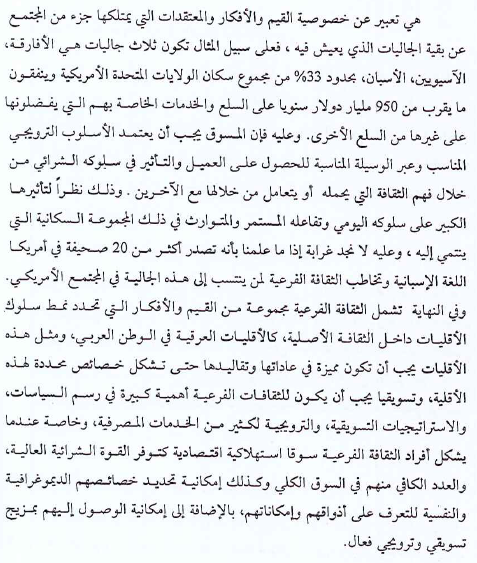 هي تعبير عن خصوصية القيم والأفكار والمعتقدات التي يمتلكها جزء من المجتمع
عن بقية الجاليات الذي يعيش فيه ، فعلى سبيل المثال تكون ثلاث جاليات هي الأفارقة،
الآسيويين، الأسبان، بحدود 33% من مجموع سكان الولايات المتحدة الأمريكية وينفقون
ما يقرب من 950 مليار دولار سنويا على السلع والخدمات الخاصة بهم التي يفضلونها
على غيرها من السلع الأخرى. وعليه فإن المسوق يجب أن يعتمد الأسلوب الترويجي
المناسب وعبر الوسيلة المناسبة للحصول على العميل والتأثير في سلوكه الشرائي من
خلال فهم الثقافة التي يحمله أو يتعامل من خلالها مع الآخرين . وذلك نظراً لتأثيرها
الكبير على سلوكه اليومي وتفاعله المستمر والمتوارث في ذلك المجموعة السكانية التي
ينتمي إليه ، وعليه لا نجد غرابة إذا ما علمنا بأنه تصدر أكثر من 20 صحيفة في أمريكا
اللغة الإسبانية وتخاطب الثقافة الفرعية لمن ينتسب إلى هذه الجالية في المجتمع الأمريكي.
وفي النهاية تشمل الثقافة الفرعية مجموعة من القيم والأفكار التي تحدد نمط سلوك
الأقليات داخل الثقافة الأصلية، كالأقليات العرقية في الوطن العربي، ومثل هذه
الأقليات يجب أن تكون مميزة في عاداتها وتقاليدها حتى تشكل خصائص محددة لهذه
الأقلية، وتسويقيا يجب أن يكون للثقافات الفرعية أهمية كبيرة في رسم السياسات،
والاستراتيجيات التسويقية، والترويجية لكثير من الخدمات المصرفية، وخاصة عندما
يشكل أفراد الثقافة الفرعية سوقا استهلاكية اقتصادية كتوفر القوة الشرائية العالية،
والعدد الكافي منهم في السوق الكلي وكذلك إمكانية تحديد خصائصهم الديموغرافية
والنفسية للتعرف على أذواقهم وإمكاناتهم، بالإضافة إلى إمكانية الوصول إليهم بمزيج
تسويقي وترويجي فعال.